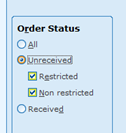 Order Status
All
Unreceived
Restricted
Non restricted
Received